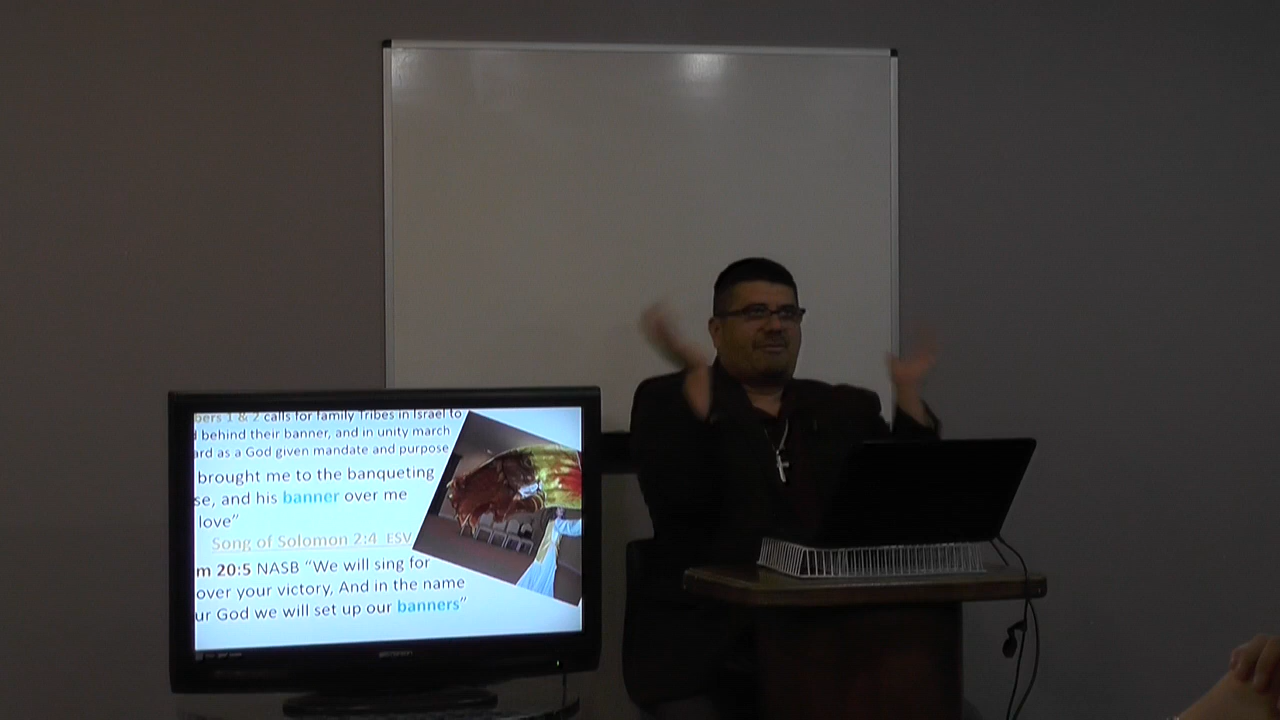 bers 1 & 2 calls for family Tribes in Israel to
behind their banner, and in unity march
ard as a God given mandate and purpose
brought me to the banqueting
se, and his banner over me
love”
Song of Solomon 2:4 ESV
m 20:5 NASB “We will sing for
over your victory, And in the name
ur God we will set up our banners”